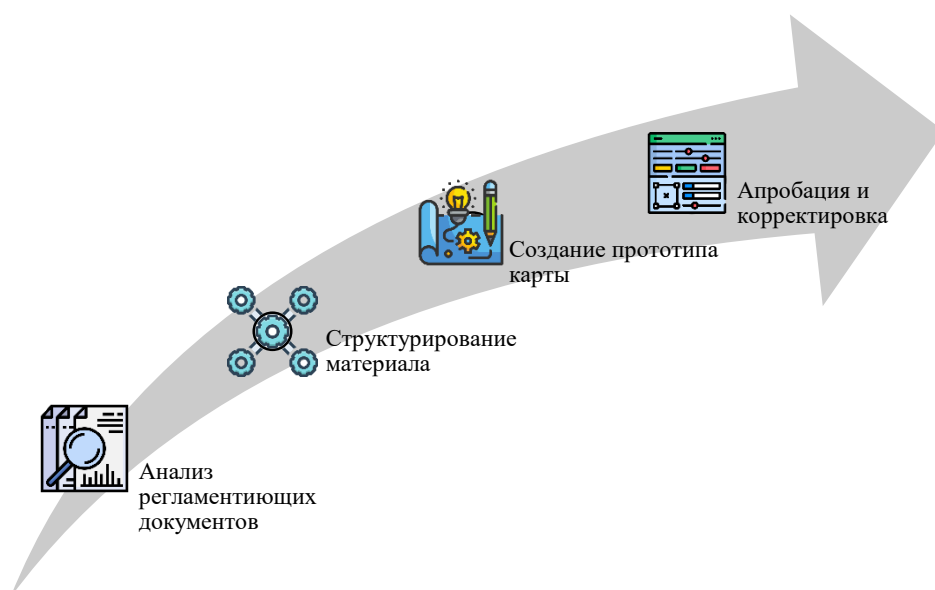 Анализ
регламентиющих
документов
Структурирование
материала
Создание прототипа
карты
Апробация и
корректировка